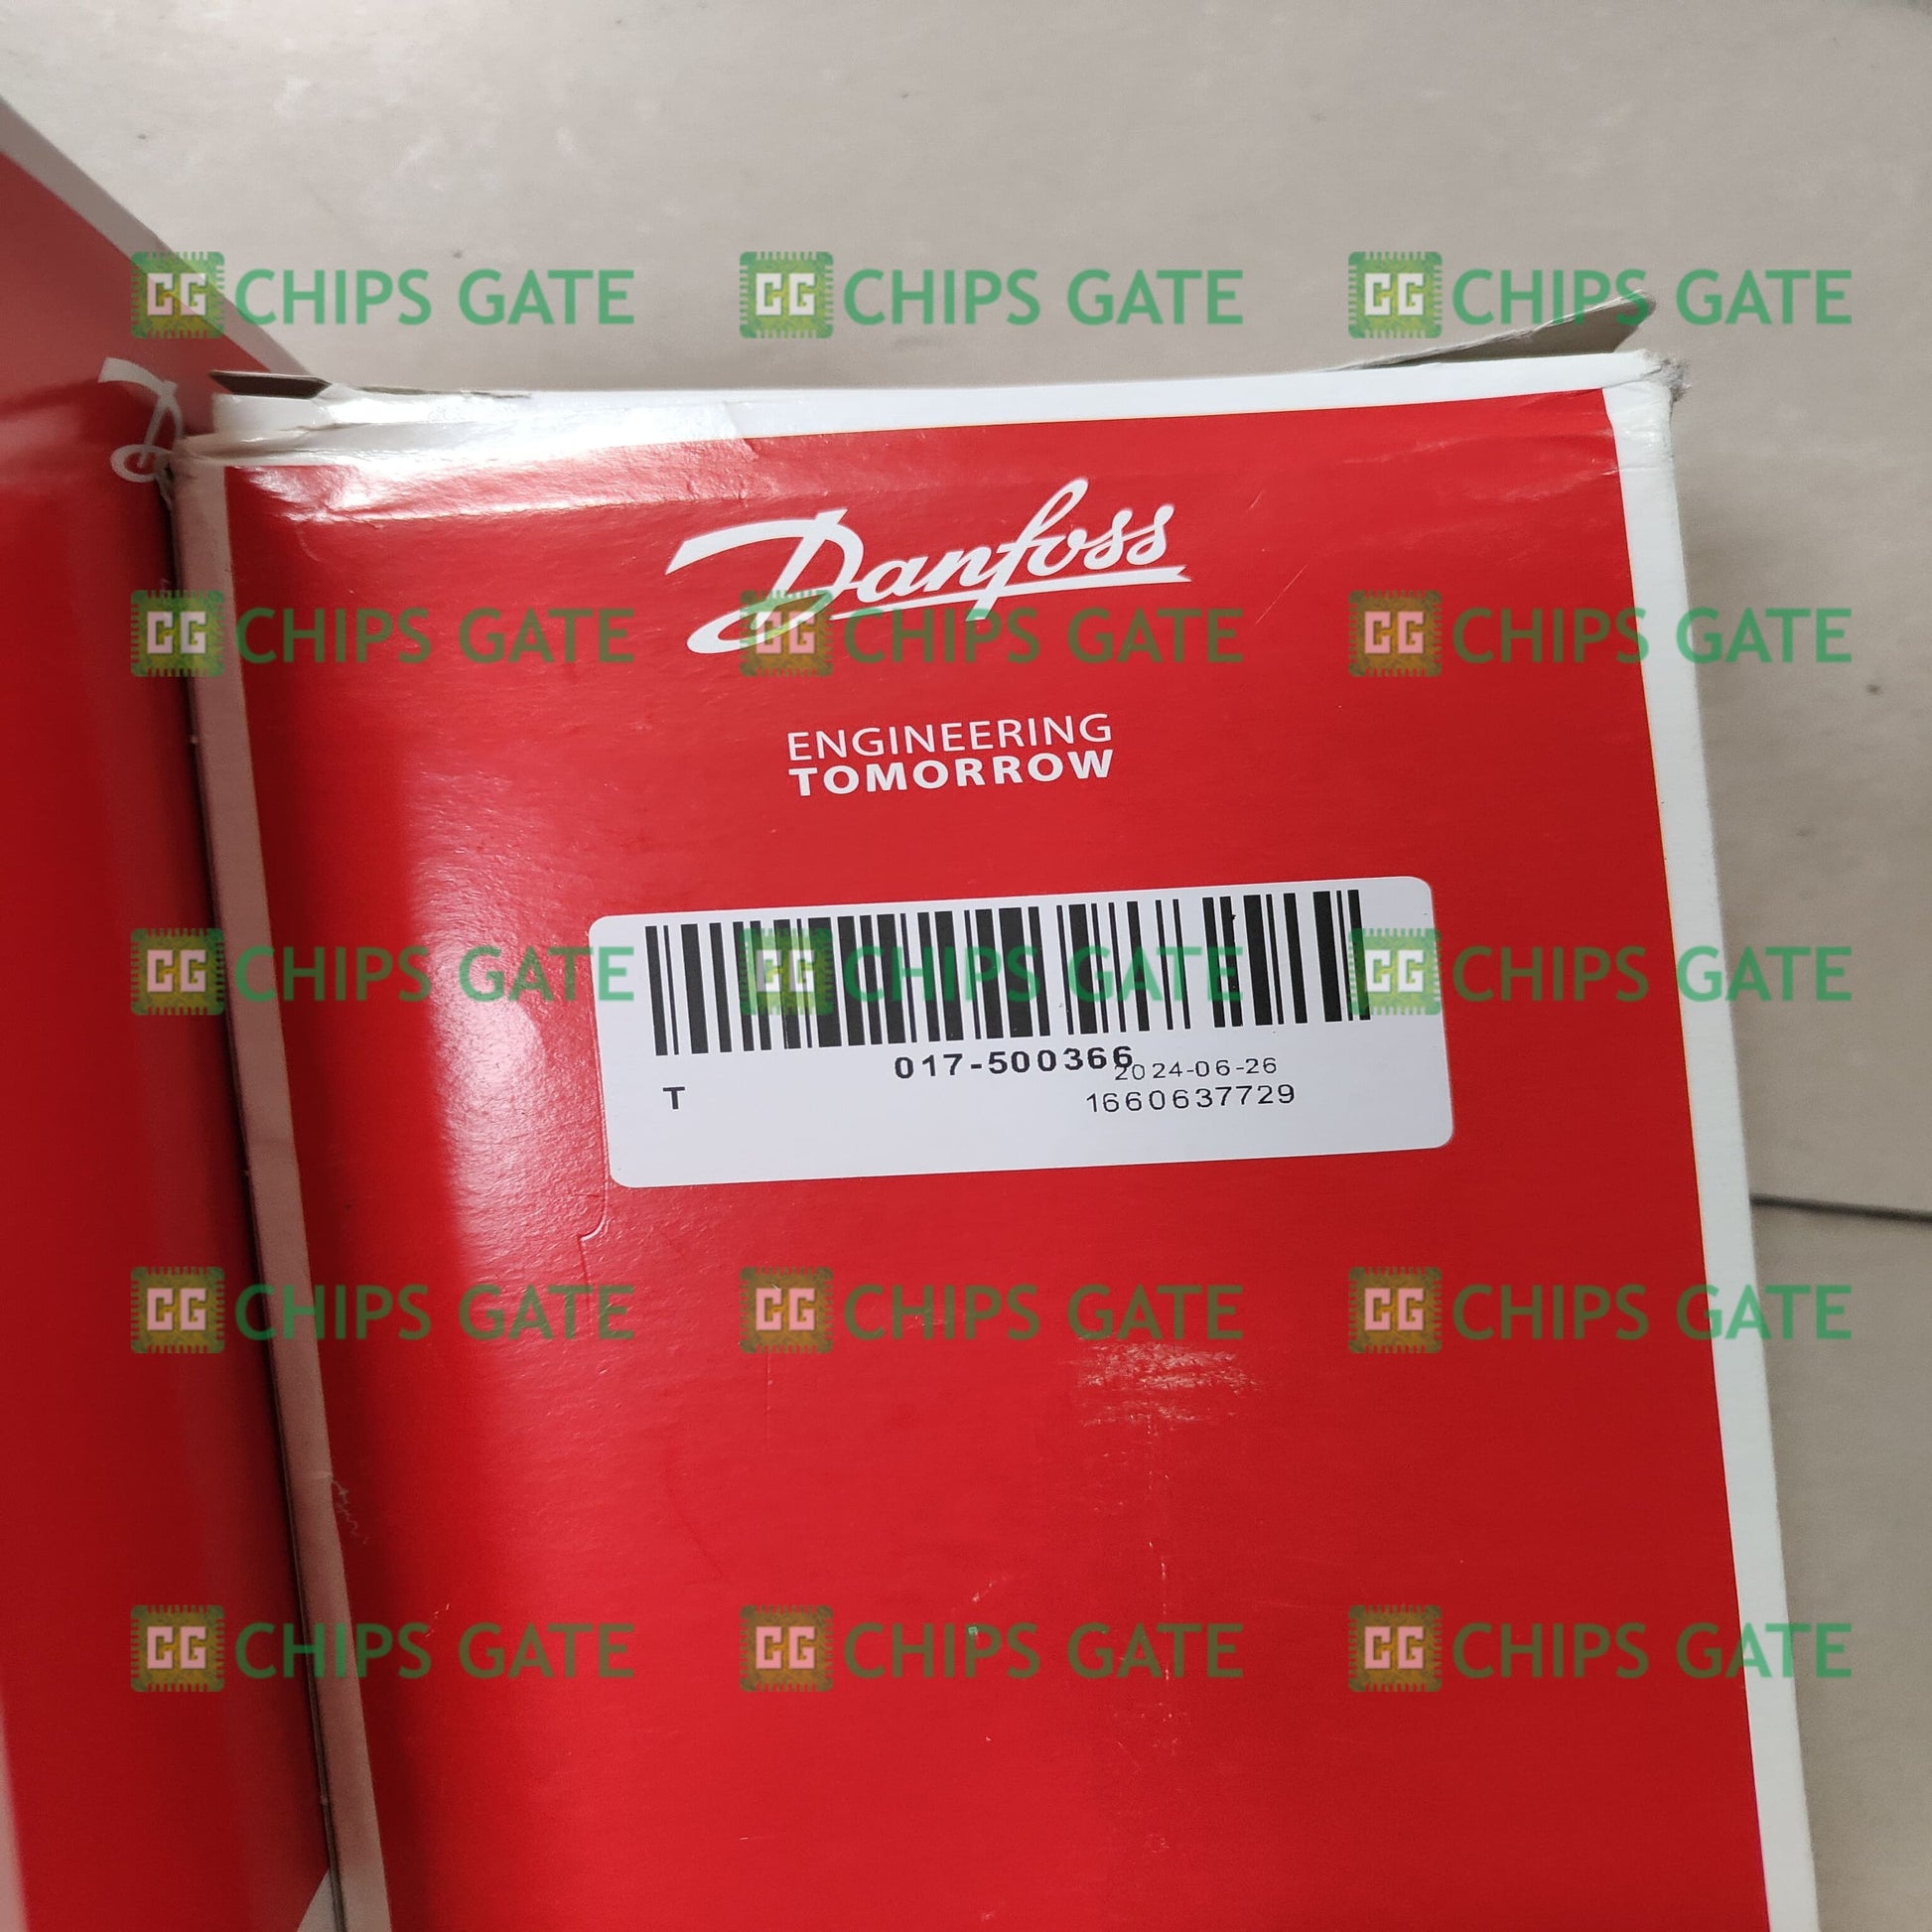 CG CHIPS GATE CG CHIPS GATE CG CHIPS GATE
D
Danfoss
CG CHIPS GATE CG CHIPS GATE CG CHIPS GATE
ENGINEERING
TOMORROW
CG CHIPS GATE CG CHIPS GATE CG CHIPS GATE
017-500366
2024-06-26
T
1660637729
CG CHIPS GATE CG CHIPS GATE CG CHIPS GATE
CG CHIPS GATE CG CHIPS GATE CG CHIPS GATE